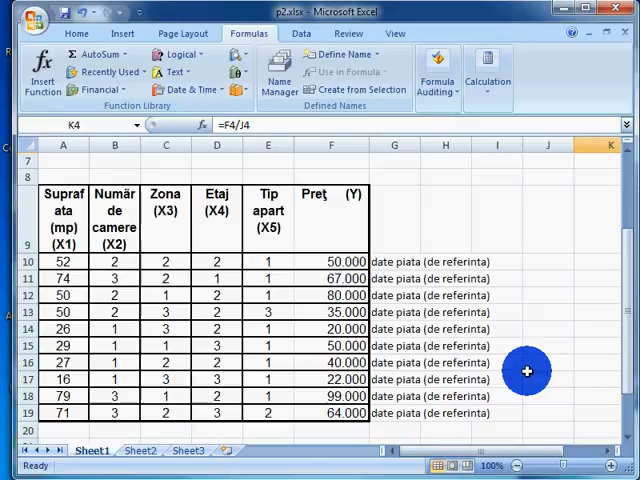 p2.xlsx - Microsoft Excel
Home Insert Page Layout Formulas Data Review View
fx Insert Function
Σ AutoSum
Recently Used
Financial
Logical
Text
Date & Time
Function Library
Name Manager
Define Name
Use in Formula
Create from Selection
Defined Names
Formula Auditing
Calculation
K4 fx =F4/J4
A B C D E F G H I J K
7
8
9 Supraf ata (mp) (X1) Număr de camere (X2) Zona (X3) Etaj (X4) Tip apart (X5) Preţ (Y)
10 52 2 2 2 1 50.000 date piata (de referinta)
11 74 3 2 1 1 67.000 date piata (de referinta)
12 50 2 1 2 1 80.000 date piata (de referinta)
13 50 2 3 2 3 35.000 date piata (de referinta)
14 26 1 3 2 1 20.000 date piata (de referinta)
15 29 1 1 3 1 50.000 date piata (de referinta)
16 27 1 2 2 1 40.000 date piata (de referinta)
17 16 1 3 3 1 22.000 date piata (de referinta)
18 79 3 1 2 1 99.000 date piata (de referinta)
19 71 3 2 3 2 64.000 date piata (de referinta)
20
Sheet1 Sheet2 Sheet3
Ready 100%